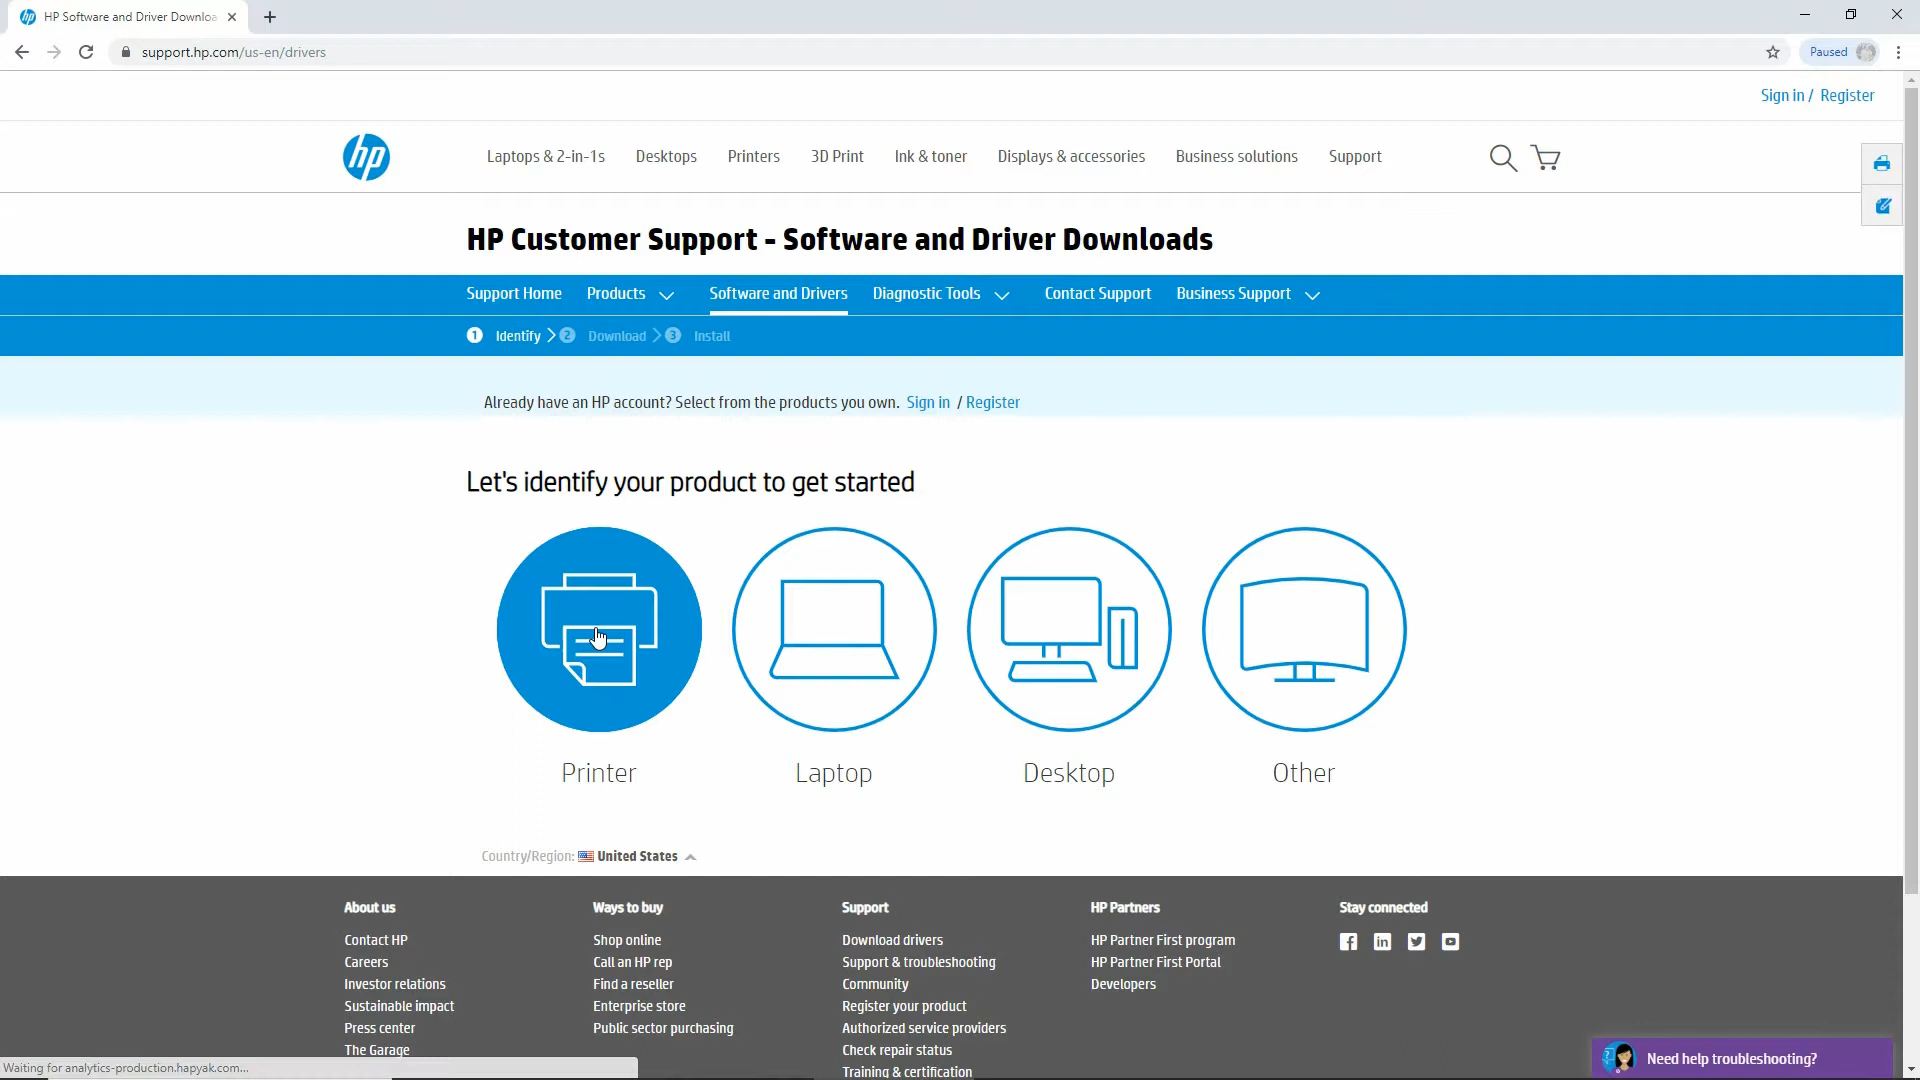 HP Software and Driver Downloa
support.hp.com/us-en/drivers
Paused
Sign in / Register
hp
Laptops & 2-in-1s Desktops Printers 3D Print Ink & toner Displays & accessories Business solutions Support
HP Customer Support - Software and Driver Downloads
Support Home Products Software and Drivers Diagnostic Tools Contact Support Business Support
1 Identify 2 Download 3 Install
Already have an HP account? Select from the products you own. Sign in / Register
Let's identify your product to get started
Printer Laptop Desktop Other
Country/Region: United States
About us
Contact HP
Careers
Investor relations
Sustainable impact
Press center
The Garage
Ways to buy
Shop online
Call an HP rep
Find a reseller
Enterprise store
Public sector purchasing
Support
Download drivers
Support & troubleshooting
Community
Register your product
Authorized service providers
Check repair status
Training & certification
HP Partners
HP Partner First program
HP Partner First Portal
Developers
Stay connected
Need help troubleshooting?
Waiting for analytics-production.hapyak.com...